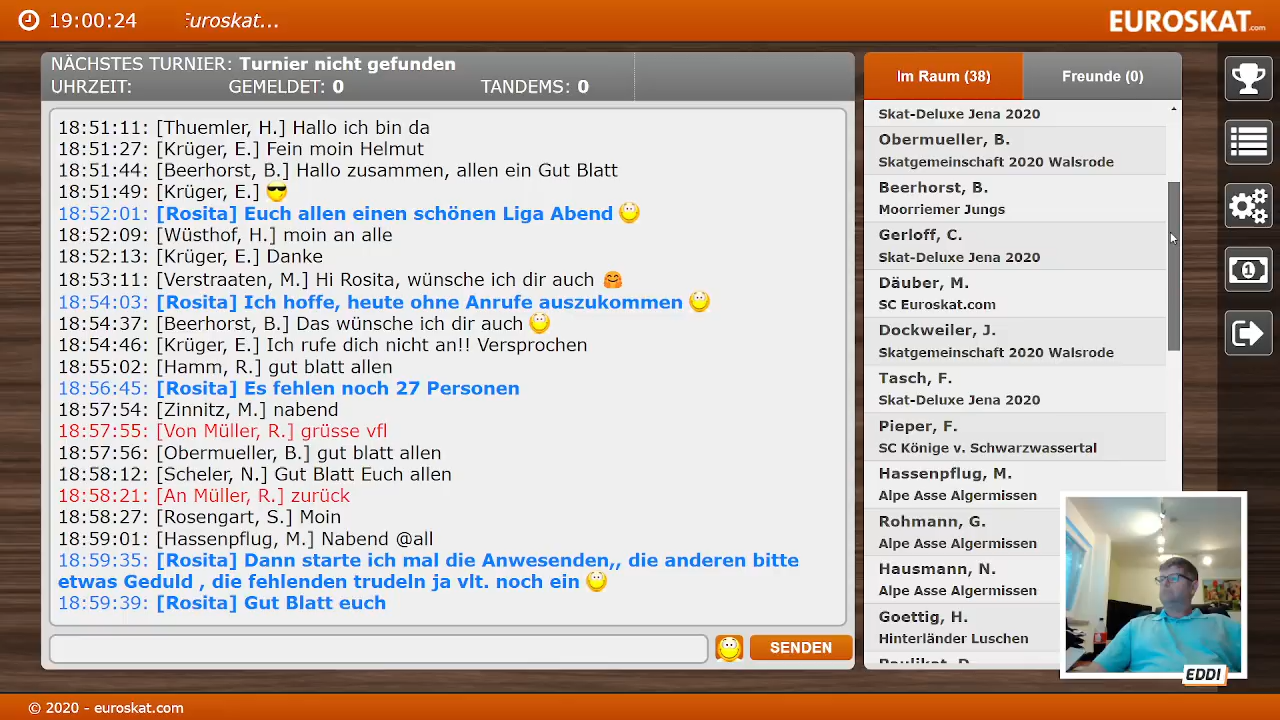 19:00:24
Euroskat...
EUROSKAT.com
NÄCHSTES TURNIER: Turnier nicht gefunden
UHRZEIT: GEMELDET: 0 TANDEMS: 0
18:51:11: [Thuemler, H.] Hallo ich bin da
18:51:27: [Krüger, E.] Fein moin Helmut
18:51:44: [Beerhorst, B.] Hallo zusammen, allen ein Gut Blatt
18:51:49: [Krüger, E.]
18:52:01: [Rosita] Euch allen einen schönen Liga Abend
18:52:09: [Wüsthof, H.] moin an alle
18:52:13: [Krüger, E.] Danke
18:53:11: [Verstraaten, M.] Hi Rosita, wünsche ich dir auch
18:54:03: [Rosita] Ich hoffe, heute ohne Anrufe auszukommen
18:54:37: [Beerhorst, B.] Das wünsche ich dir auch
18:54:46: [Krüger, E.] Ich rufe dich nicht an!! Versprochen
18:55:02: [Hamm, R.] gut blatt allen
18:56:45: [Rosita] Es fehlen noch 27 Personen
18:57:54: [Zinnitz, M.] nabend
18:57:55: [Von Müller, R.] grüsse vfl
18:57:56: [Obermueller, B.] gut blatt allen
18:58:12: [Scheler, N.] Gut Blatt Euch allen
18:58:21: [An Müller, R.] zurück
18:58:27: [Rosengart, S.] Moin
18:59:01: [Hassenpflug, M.] Nabend @all
18:59:35: [Rosita] Dann starte ich mal die Anwesenden,, die anderen bitte
etwas Geduld , die fehlenden trudeln ja vlt. noch ein
18:59:39: [Rosita] Gut Blatt euch
SENDEN
Im Raum (38)
Freunde (0)
Skat-Deluxe Jena 2020
Obermueller, B.
Skatgemeinschaft 2020 Walsrode
Beerhorst, B.
Moorriemer Jungs
Gerloff, C.
Skat-Deluxe Jena 2020
Däuber, M.
SC Euroskat.com
Dockweiler, J.
Skatgemeinschaft 2020 Walsrode
Tasch, F.
Skat-Deluxe Jena 2020
Pieper, F.
SC Könige v. Schwarzwassertal
Hassenpflug, M.
Alpe Asse Algermissen
Rohmann, G.
Alpe Asse Algermissen
Hausmann, N.
Alpe Asse Algermissen
Goettig, H.
Hinterländer Luschen
1
EDDI
© 2020 - euroskat.com